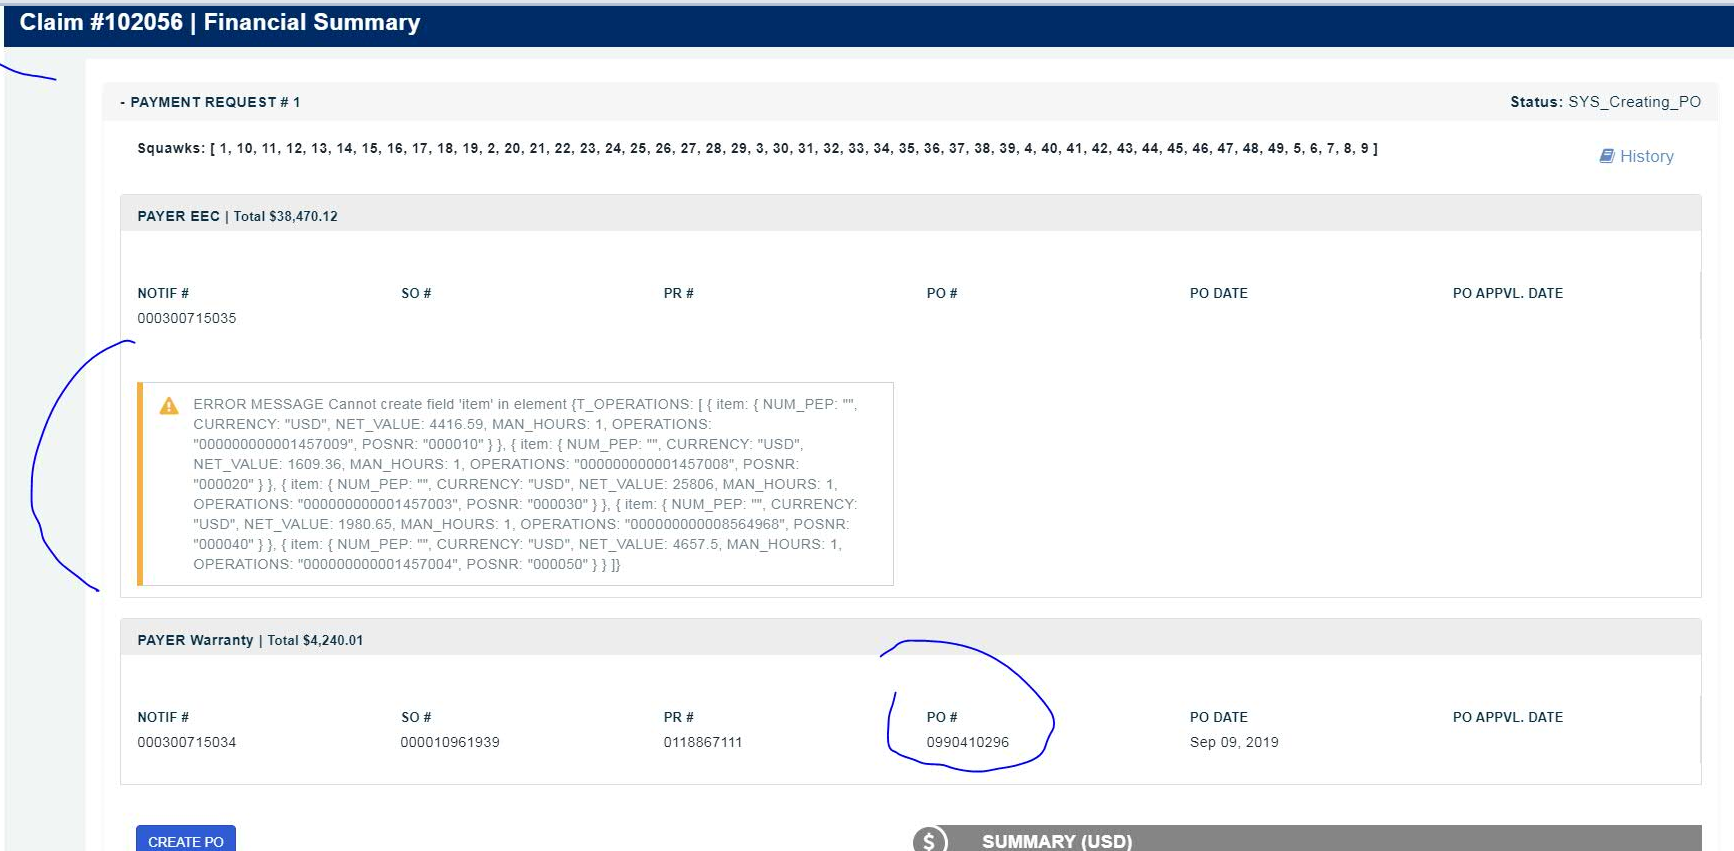 Claim #102056 | Financial Summary
- PAYMENT REQUEST # 1
Status: SYS_Creating_PO
Squawks: [ 1, 10, 11, 12, 13, 14, 15, 16, 17, 18, 19, 2, 20, 21, 22, 23, 24, 25, 26, 27, 28, 29, 3, 30, 31, 32, 33, 34, 35, 36, 37, 38, 39, 4, 40, 41, 42, 43, 44, 45, 46, 47, 48, 49, 5, 6, 7, 8, 9 ]
History
PAYER EEC | Total $38,470.12
NOTIF # SO # PR # PO # PO DATE PO APPVL. DATE
000300715035
ERROR MESSAGE Cannot create field 'item' in element {T_OPERATIONS: [ { item: { NUM_PEP: "",
CURRENCY: "USD", NET_VALUE: 4416.59, MAN_HOURS: 1, OPERATIONS:
"000000000001457009", POSNR: "000010" } }, { item: { NUM_PEP: "", CURRENCY: "USD",
NET_VALUE: 1609.36, MAN_HOURS: 1, OPERATIONS: "000000000001457008", POSNR:
"000020" } }, { item: { NUM_PEP: "", CURRENCY: "USD", NET_VALUE: 25806, MAN_HOURS: 1,
OPERATIONS: "000000000001457003", POSNR: "000030" } }, { item: { NUM_PEP: "", CURRENCY:
"USD", NET_VALUE: 1980.65, MAN_HOURS: 1, OPERATIONS: "000000000008564968", POSNR:
"000040" } }, { item: { NUM_PEP: "", CURRENCY: "USD", NET_VALUE: 4657.5, MAN_HOURS: 1,
OPERATIONS: "000000000001457004", POSNR: "000050" } } ]}
PAYER Warranty | Total $4,240.01
NOTIF # SO # PR # PO # PO DATE PO APPVL. DATE
000300715034 000010961939 0118867111 0990410296 Sep 09, 2019
CREATE PO
$ SUMMARY (USD)